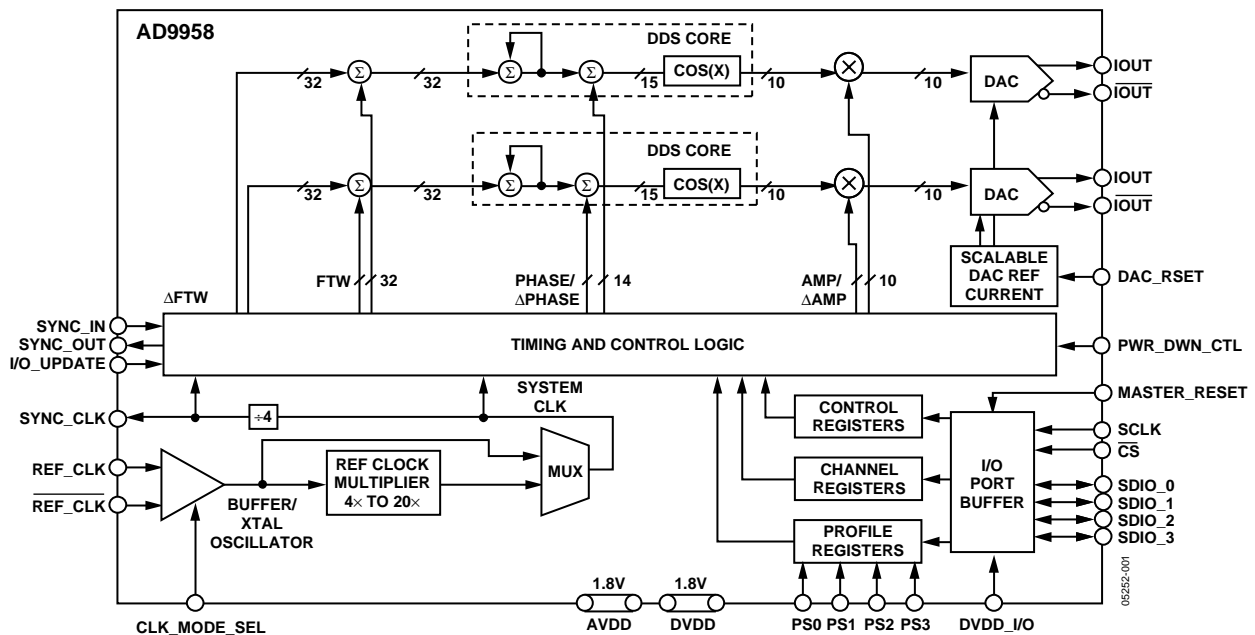 AD9958
DDS CORE
32
Σ
32
Σ
Σ
15
COS(X)
10
×
10
DAC
IOUT
IOUT
DDS CORE
32
Σ
32
Σ
Σ
15
COS(X)
10
×
10
DAC
IOUT
IOUT
SCALABLE
DAC REF
CURRENT
DAC_RSET
ΔFTW
FTW
32
PHASE/
ΔPHASE
14
AMP/
ΔAMP
10
SYNC_IN
SYNC_OUT
I/O_UPDATE
TIMING AND CONTROL LOGIC
PWR_DWN_CTL
SYNC_CLK
÷4
SYSTEM
CLK
MASTER_RESET
REF_CLK
REF_CLK
BUFFER/
XTAL
OSCILLATOR
REF CLOCK
MULTIPLIER
4× TO 20×
MUX
CONTROL
REGISTERS
CHANNEL
REGISTERS
PROFILE
REGISTERS
I/O
PORT
BUFFER
SCLK
CS
SDIO_0
SDIO_1
SDIO_2
SDIO_3
1.8V
1.8V
CLK_MODE_SEL
AVDD
DVDD
PS0
PS1
PS2
PS3
DVDD_I/O
05252-001